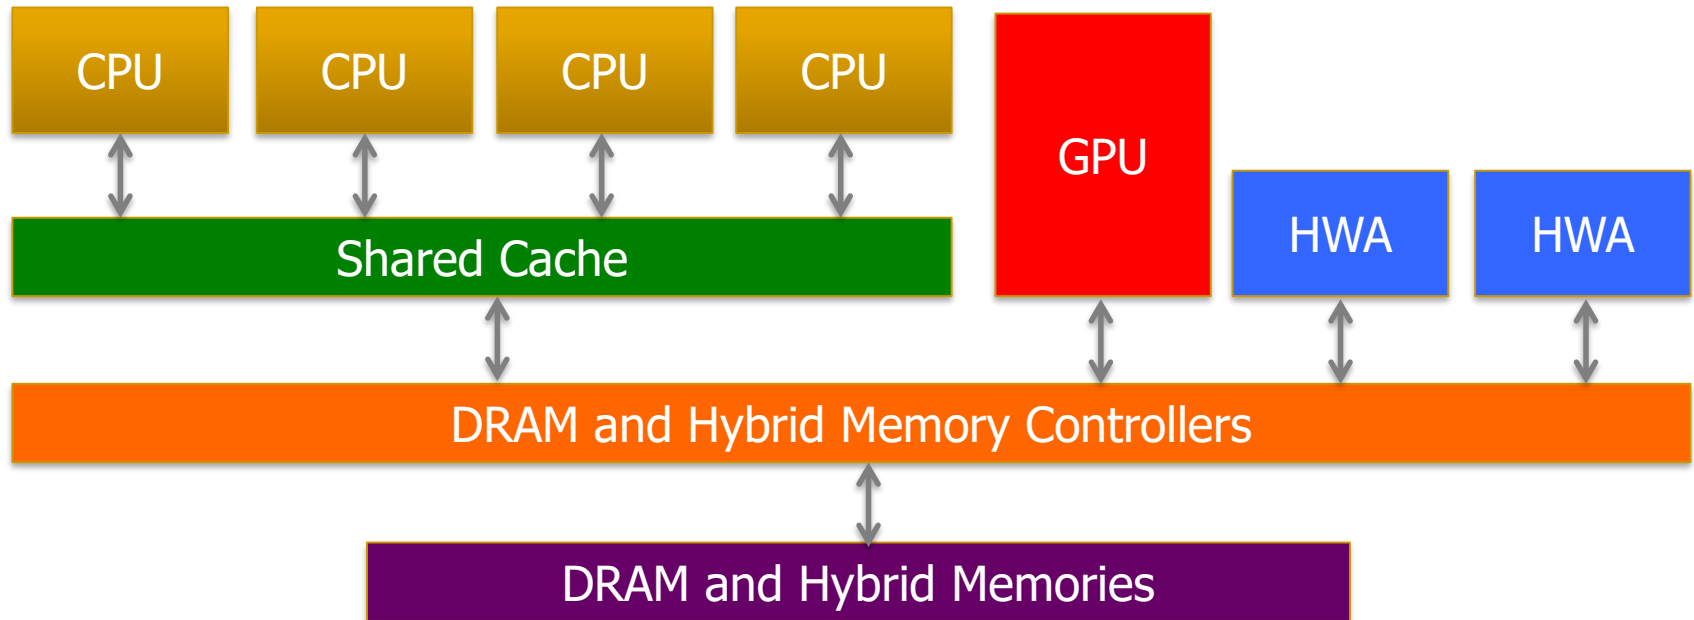 CPU
CPU
CPU
CPU
GPU
HWA
HWA
Shared Cache
DRAM and Hybrid Memory Controllers
DRAM and Hybrid Memories